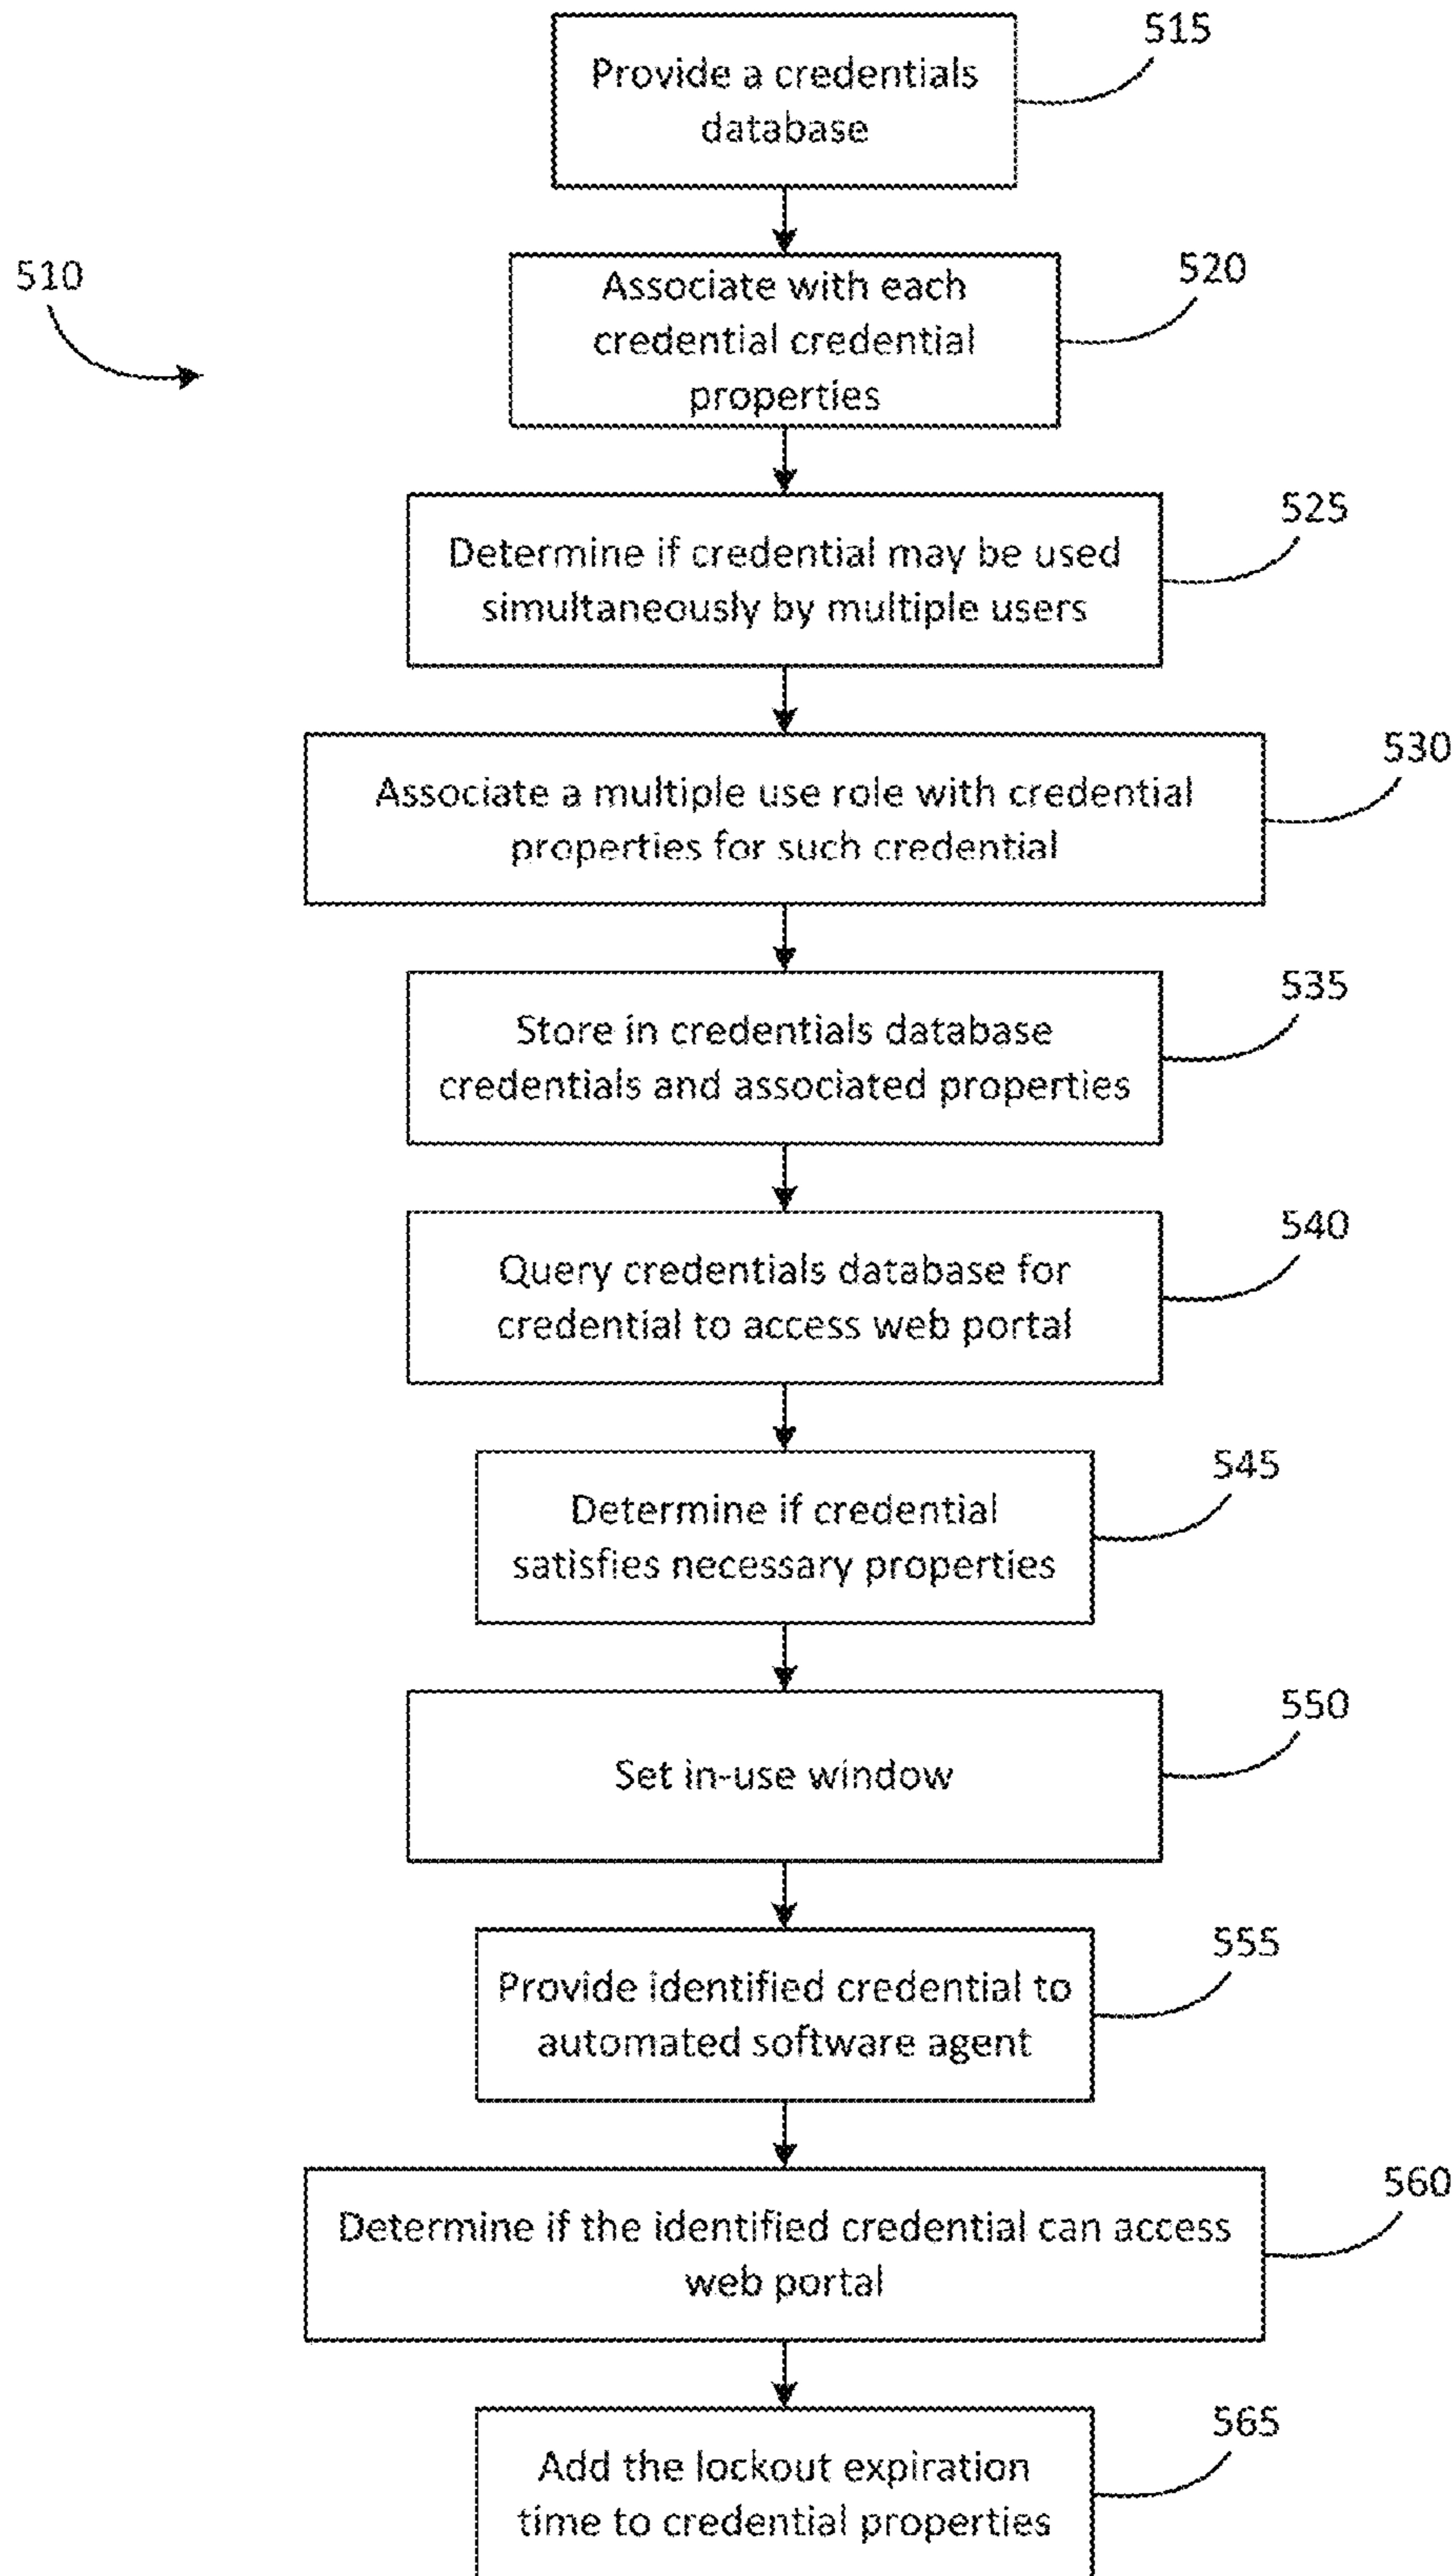 515
Provide a credentials
database
510
520
Associate with each
credential credential
properties
525
Determine if credential may be used
simultaneously by multiple users
530
Associate a multiple use role with credential
properties for such credential
535
Store in credentials database
credentials and associated properties
540
Query credentials database for
credential to access web portal
545
Determine if credential
satisfies necessary properties
550
Set in-use window
555
Provide identified credential to
automated software agent
560
Determine if the identified credential can access
web portal
565
Add the lockout expiration
time to credential properties